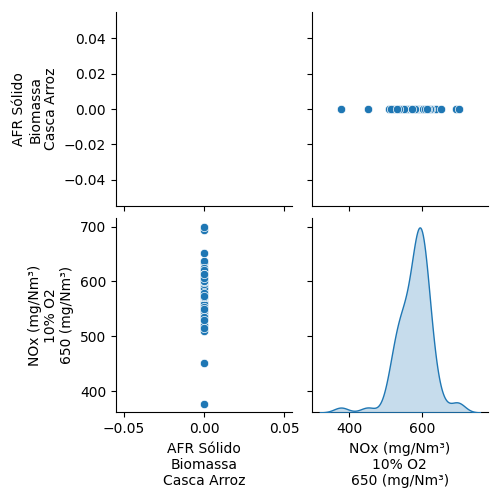 AFR Sólido
Biomassa
Casca Arroz
0.04
0.02
0.00
−0.02
−0.04
NOx (mg/Nm³)
10% O2
650 (mg/Nm³)
700
600
500
400
−0.05 0.00 0.05
AFR Sólido
Biomassa
Casca Arroz
400 600
NOx (mg/Nm³)
10% O2
650 (mg/Nm³)